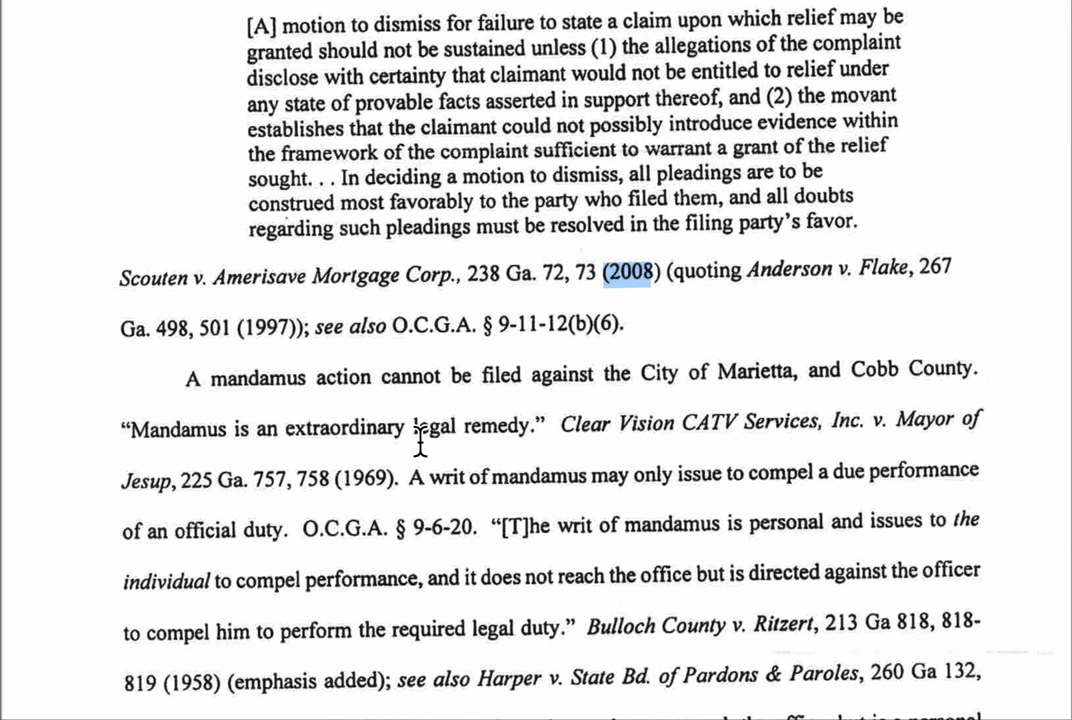 [A] motion to dismiss for failure to state a claim upon which relief may be
granted should not be sustained unless (1) the allegations of the complaint
disclose with certainty that claimant would not be entitled to relief under
any state of provable facts asserted in support thereof, and (2) the movant
establishes that the claimant could not possibly introduce evidence within
the framework of the complaint sufficient to warrant a grant of the relief
sought. . . In deciding a motion to dismiss, all pleadings are to be
construed most favorably to the party who filed them, and all doubts
regarding such pleadings must be resolved in the filing party's favor.
Scouten v. Amerisave Mortgage Corp., 238 Ga. 72, 73 (2008) (quoting Anderson v. Flake, 267
Ga. 498, 501 (1997)); see also O.C.G.A. § 9-11-12(b)(6).
A mandamus action cannot be filed against the City of Marietta, and Cobb County.
“Mandamus is an extraordinary legal remedy.” Clear Vision CATV Services, Inc. v. Mayor of
Jesup, 225 Ga. 757, 758 (1969). A writ of mandamus may only issue to compel a due performance
of an official duty. O.C.G.A. § 9-6-20. “[T]he writ of mandamus is personal and issues to the
individual to compel performance, and it does not reach the office but is directed against the officer
to compel him to perform the required legal duty.” Bulloch County v. Ritzert, 213 Ga 818, 818-
819 (1958) (emphasis added); see also Harper v. State Bd. of Pardons & Paroles, 260 Ga 132,